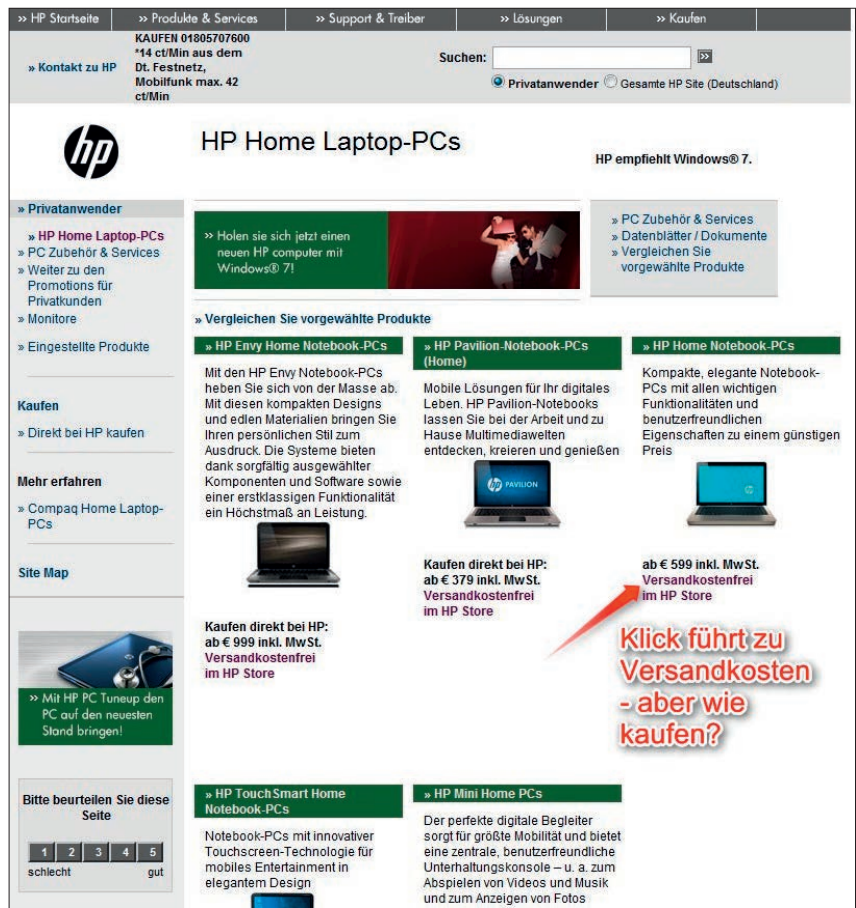 » HP Startseite
» Produkte & Services
» Support & Treiber
» Lösungen
» Kaufen
» Kontakt zu HP
KAUFEN 01805707600
*14 ct/Min aus dem
Dt. Festnetz,
Mobilfunk max. 42
ct/Min
Suchen:
»
Privatanwender
Gesamte HP Site (Deutschland)
hp
HP Home Laptop-PCs
HP empfiehlt Windows® 7.
» Privatanwender
» HP Home Laptop-PCs
» PC Zubehör & Services
» Weiter zu den
Promotions für
Privatkunden
» Monitore
» Eingestellte Produkte
Kaufen
» Direkt bei HP kaufen
Mehr erfahren
» Compaq Home Laptop-
PCs
Site Map
» Mit HP PC Tuneup den
PC auf den neuesten
Stand bringen!
Bitte beurteilen Sie diese
Seite
1 2 3 4 5
schlecht gut
» Holen sie sich jetzt einen
neuen HP computer mit
Windows® 7!
» PC Zubehör & Services
» Datenblätter / Dokumente
» Vergleichen Sie
vorgewählte Produkte
» Vergleichen Sie vorgewählte Produkte
» HP Envy Home Notebook-PCs
Mit den HP Envy Notebook-PCs
heben Sie sich von der Masse ab.
Mit diesen kompakten Designs
und edlen Materialien bringen Sie
Ihren persönlichen Stil zum
Ausdruck. Die Systeme bieten
dank sorgfältig ausgewählter
Komponenten und Software sowie
einer erstklassigen Funktionalität
ein Höchstmaß an Leistung.
Kaufen direkt bei HP:
ab € 999 inkl. MwSt.
Versandkostenfrei
im HP Store
» HP Pavilion-Notebook-PCs
(Home)
Mobile Lösungen für Ihr digitales
Leben. HP Pavilion-Notebooks
lassen Sie bei der Arbeit und zu
Hause Multimediawelten
entdecken, kreieren und genießen
hp PAVILION
Kaufen direkt bei HP:
ab € 379 inkl. MwSt.
Versandkostenfrei
im HP Store
» HP Home Notebook-PCs
Kompakte, elegante Notebook-
PCs mit allen wichtigen
Funktionalitäten und
benutzerfreundlichen
Eigenschaften zu einem günstigen
Preis
ab € 599 inkl. MwSt.
Versandkostenfrei
im HP Store
Klick führt zu
Versandkosten
- aber wie
kaufen?
» HP TouchSmart Home
Notebook-PCs
Notebook-PCs mit innovativer
Touchscreen-Technologie für
mobiles Entertainment in
elegantem Design
» HP Mini Home PCs
Der perfekte digitale Begleiter
sorgt für größte Mobilität und bietet
eine zentrale, benutzerfreundliche
Unterhaltungskonsole – u. a. zum
Abspielen von Videos und Musik
und zum Anzeigen von Fotos